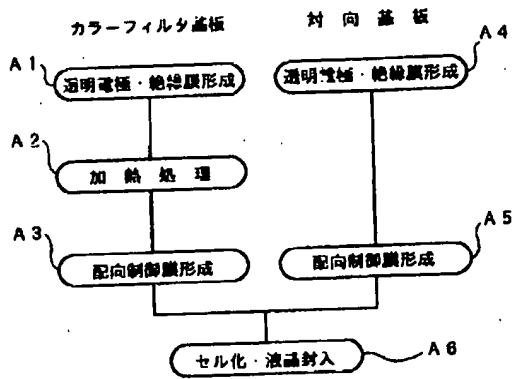 カラーフィルタ基板
対向基板
A1
透明電極・絶縁膜形成
A4
透明電極・絶縁膜形成
A2
加熱処理
A3
配向制御膜形成
A5
配向制御膜形成
セル化・液晶封入
A6